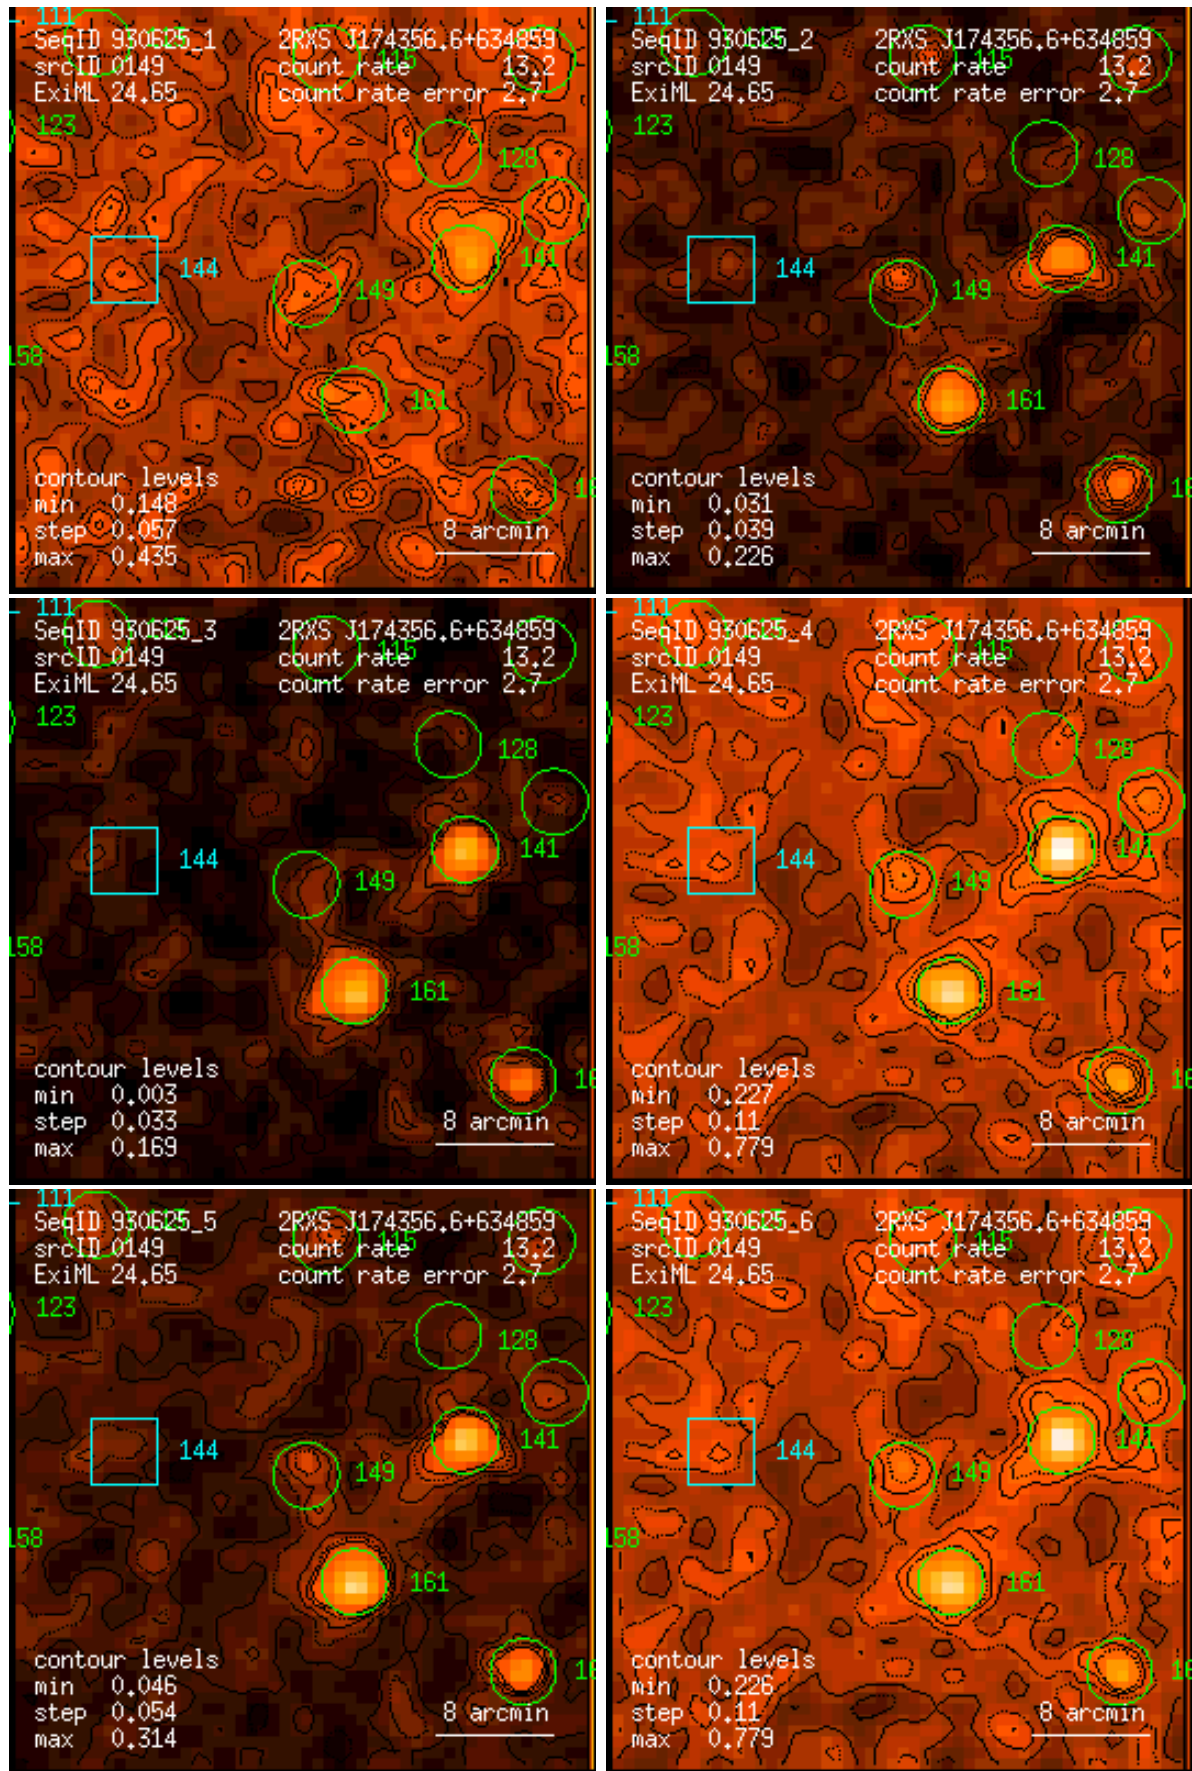 111
SeqID 930625_1 2RXS J174356.6+634859
srcID 0149 count rate 115 13.2
ExiML 24.65 count rate error 2.7
123
128
141
144
149
158
161
contour levels
min 0.148
step 0.057 8 arcmin
max 0.435
SeqID 930625_2 2RXS J174356.6+634859
srcID 0149 count rate 115 13.2
ExiML 24.65 count rate error 2.7
123
128
141
144
149
158
161
contour levels
min 0.031
step 0.039 8 arcmin
max 0.226
111
SeqID 930625_3 2RXS J174356.6+634859
srcID 0149 count rate 115 13.2
ExiML 24.65 count rate error 2.7
123
128
141
144
149
158
161
contour levels
min 0.003
step 0.033 8 arcmin
max 0.169
111
SeqID 930625_4 2RXS J174356.6+634859
srcID 0149 count rate 115 13.2
ExiML 24.65 count rate error 2.7
123
128
141
144
149
158
161
contour levels
min 0.227
step 0.11 8 arcmin
max 0.779
111
SeqID 930625_5 2RXS J174356.6+634859
srcID 0149 count rate 115 13.2
ExiML 24.65 count rate error 2.7
123
128
141
144
149
158
161
contour levels
min 0.046
step 0.054 8 arcmin
max 0.314
111
SeqID 930625_6 2RXS J174356.6+634859
srcID 0149 count rate 115 13.2
ExiML 24.65 count rate error 2.7
123
128
141
144
149
158
161
contour levels
min 0.226
step 0.11 8 arcmin
max 0.779